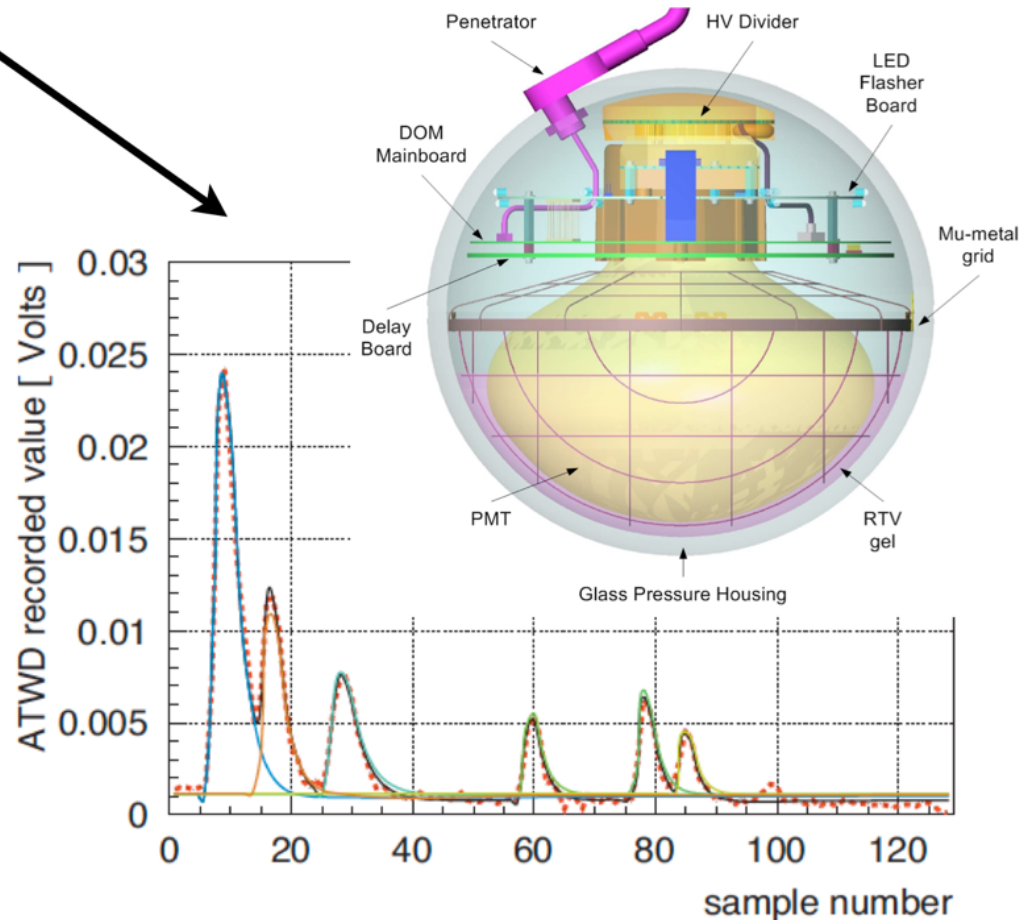 Penetrator
HV Divider
LED
Flasher
Board
DOM
Mainboard
Mu-metal
grid
Delay
Board
PMT
RTV
gel
Glass Pressure Housing
ATWD recorded value [ Volts ]
0.03
0.025
0.02
0.015
0.01
0.005
0
0 20 40 60 80 100 120
sample number